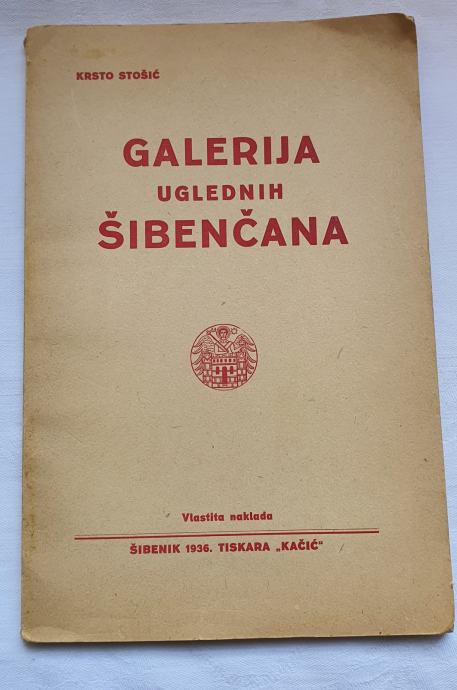 KRSTO STOŠIĆ
GALERIJA
UGLEDNIH
ŠIBENČANA
Vlastita naklada
ŠIBENIK 1936. TISKARA „KAČIĆ"